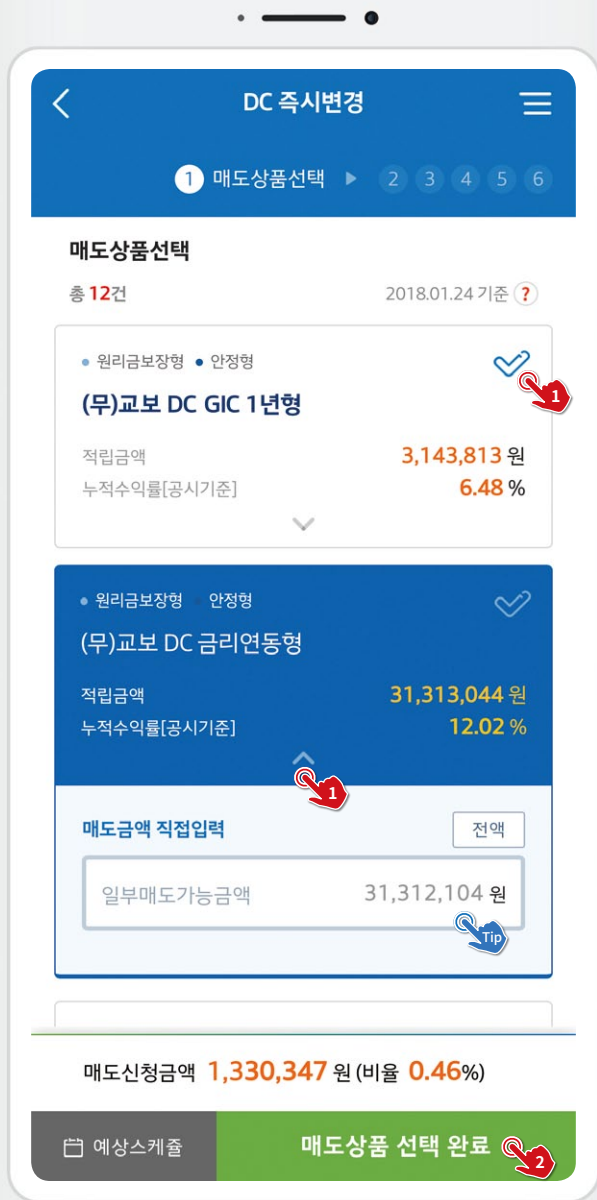 DC 즉시변경
1 매도상품선택 ▶ 2 3 4 5 6
매도상품선택
총 12건 2018.01.24 기준 ?
• 원리금보장형 • 안정형
1
(무)교보 DC GIC 1년형
적립금액 3,143,813 원
누적수익률[공시기준] 6.48 %
• 원리금보장형 안정형
(무)교보 DC 금리연동형
적립금액 31,313,044 원
누적수익률[공시기준] 12.02 %
1
매도금액 직접입력 전액
일부매도가능금액 31,312,104 원
Tip
매도신청금액 1,330,347 원 (비율 0.46%)
예상스케쥴 매도상품 선택 완료 2